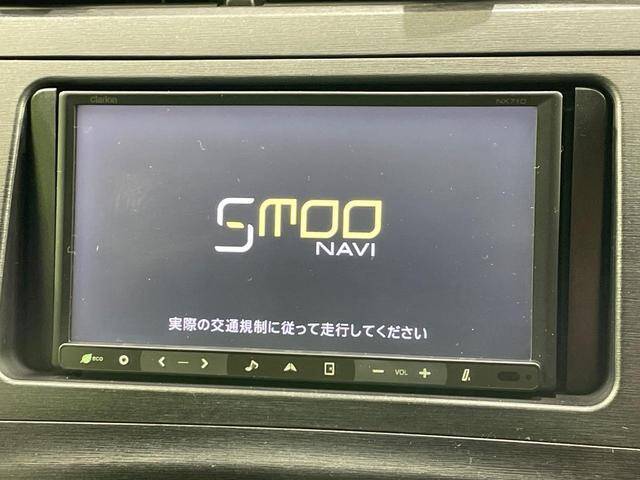 clarion NX710
SMOO
NAVI
実際の交通規制に従って走行してください
eco VOL